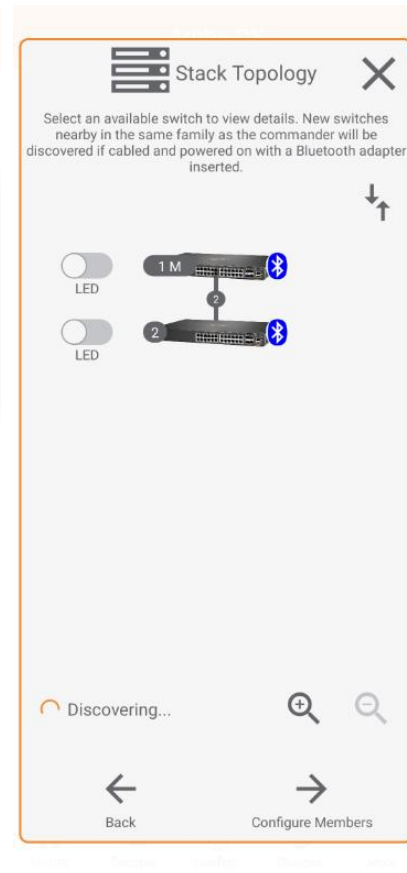 Stack Topology
Select an available switch to view details. New switches
nearby in the same family as the commander will be
discovered if cabled and powered on with a Bluetooth adapter
inserted.
1 M
LED
2
2
LED
Discovering...
Back
Configure Members